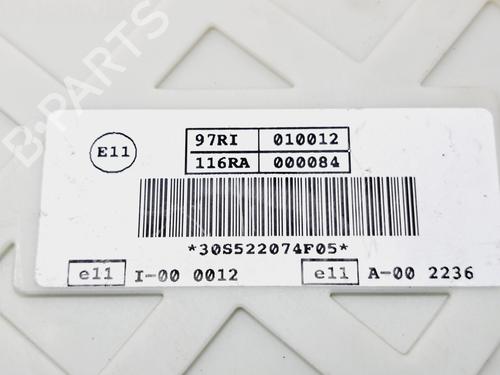 B-PARTS
E11
97RI 010012
116RA 000084
*30S522074F05*
e11 I-00 0012 e11 A-00 2236